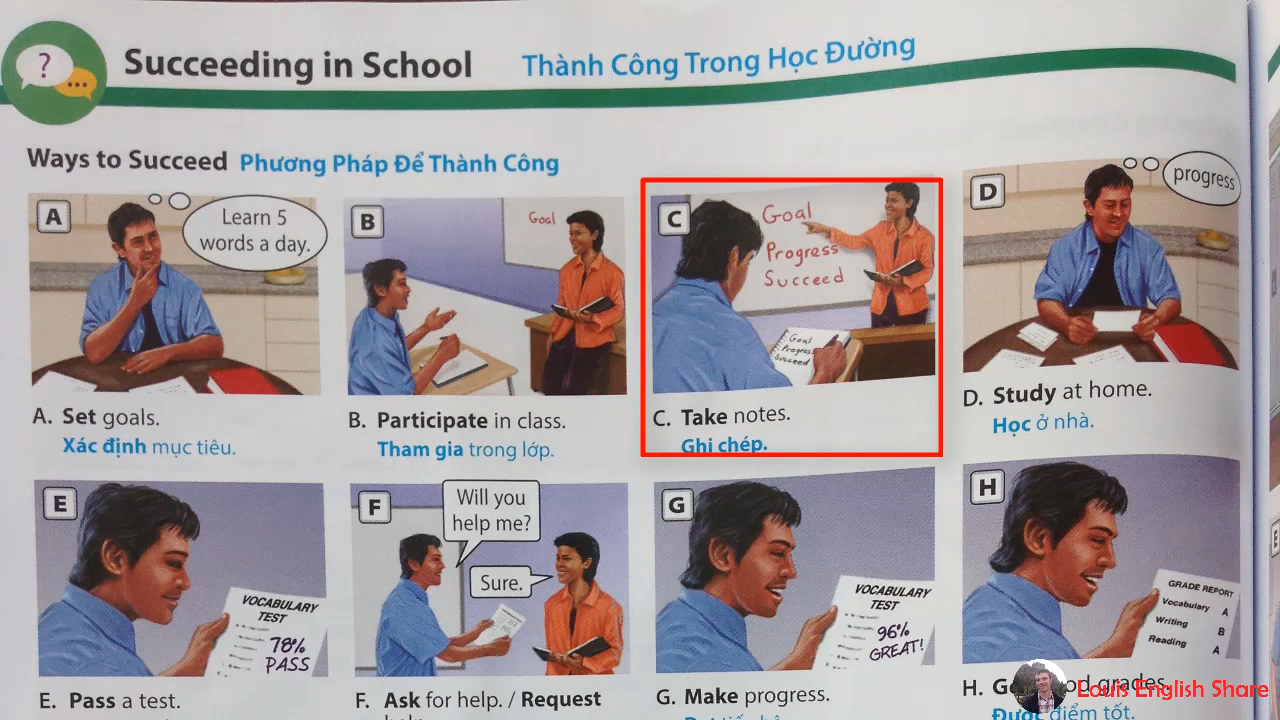 ?
...
Succeeding in School Thành Công Trong Học Đường
Ways to Succeed Phương Pháp Để Thành Công
A
Learn 5
words a day.
A. Set goals.
Xác định mục tiêu.
B
Goal
B. Participate in class.
Tham gia trong lớp.
C
Goal
Progress
Succeed
Goal
Progress
Succeed
C. Take notes.
Ghi chép.
D
progress
D. Study at home.
Học ở nhà.
E
VOCABULARY
TEST
78%
PASS
E. Pass a test.
F
Will you
help me?
Sure.
F. Ask for help. / Request
G
VOCABULARY
TEST
96%
GREAT!
G. Make progress.
H
GRADE REPORT
Vocabulary A
Writing B
Reading A
H. grades.
Được điểm tốt.
Louis English Share